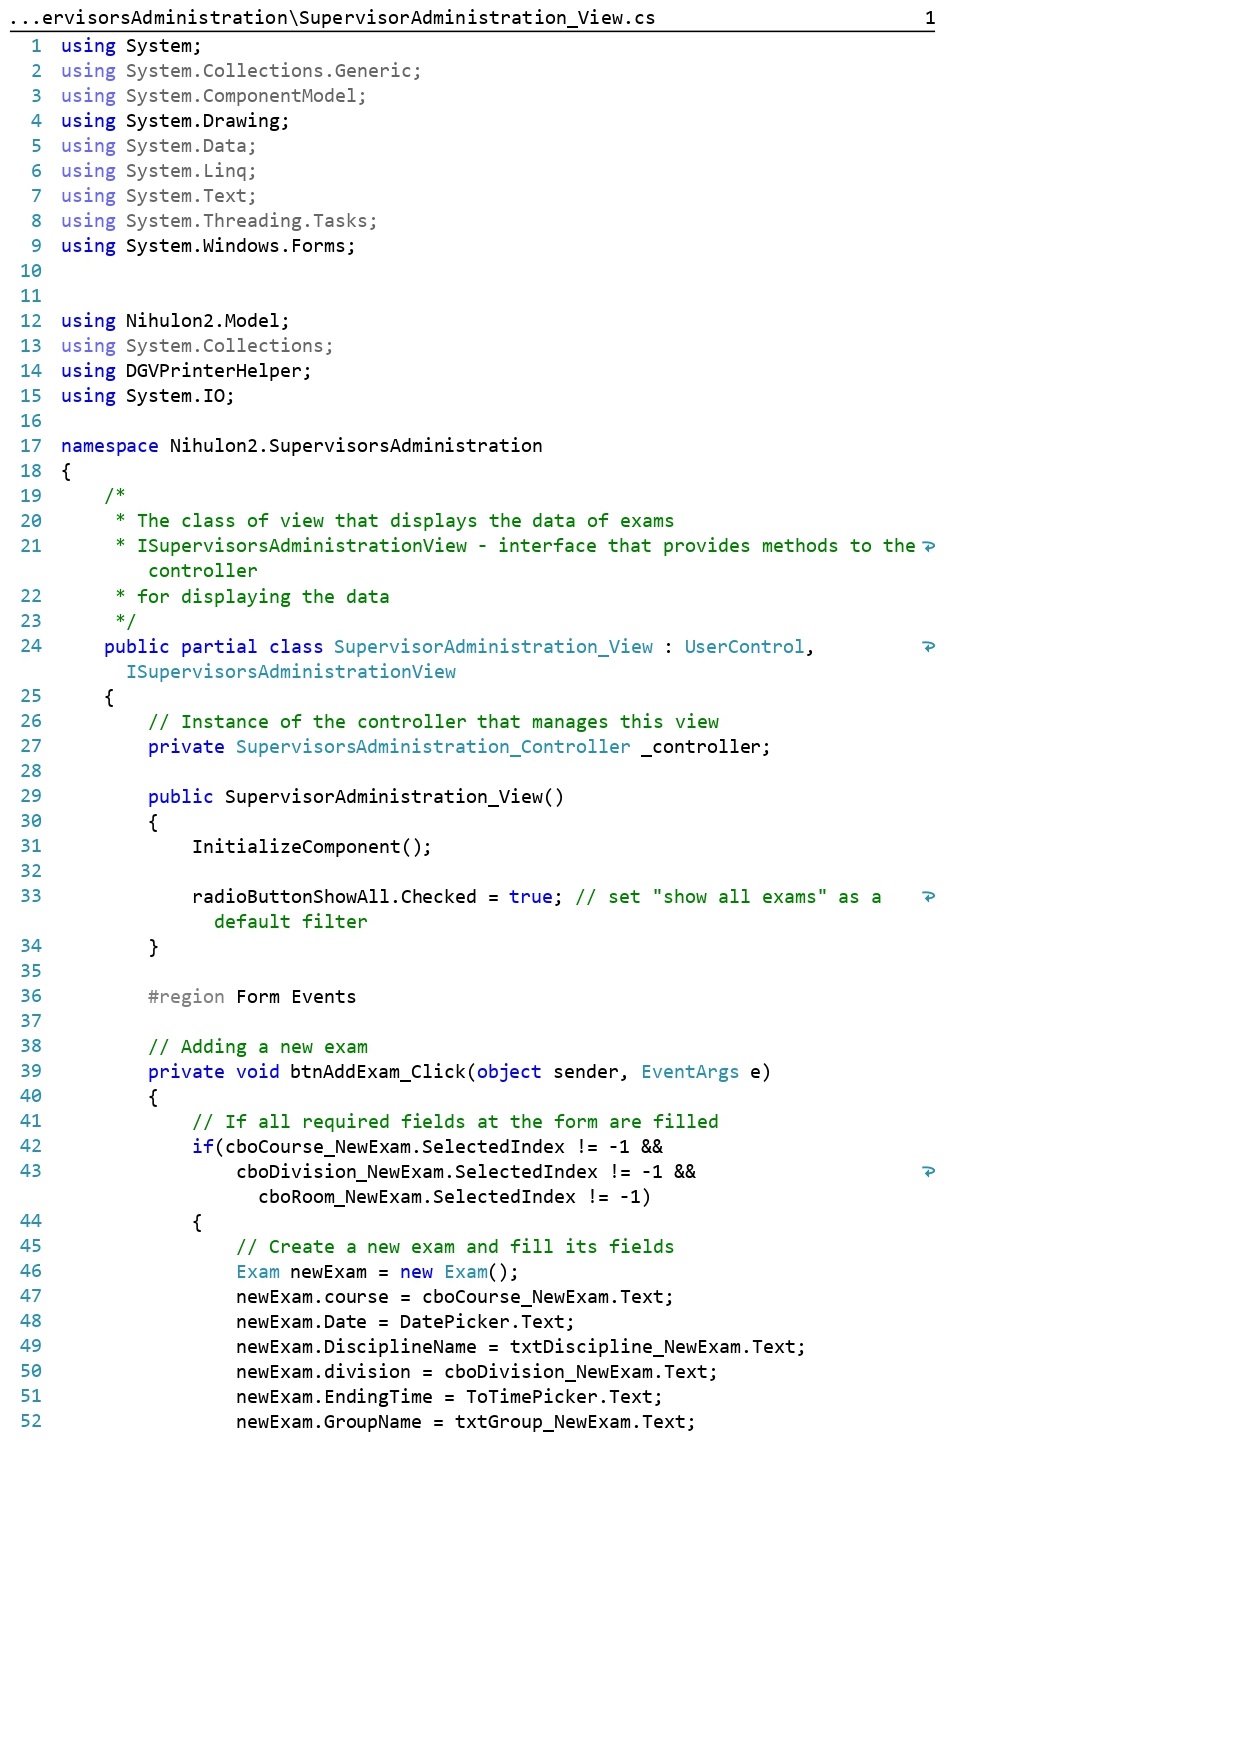 ...ervisorsAdministration\SupervisorAdministration_View.cs 1
1 using System;
2 using System.Collections.Generic;
3 using System.ComponentModel;
4 using System.Drawing;
5 using System.Data;
6 using System.Linq;
7 using System.Text;
8 using System.Threading.Tasks;
9 using System.Windows.Forms;
10
11
12 using Nihulon2.Model;
13 using System.Collections;
14 using DGVPrinterHelper;
15 using System.IO;
16
17 namespace Nihulon2.SupervisorsAdministration
18 {
19     /*
20      * The class of view that displays the data of exams
21      * ISupervisorsAdministrationView - interface that provides methods to the
        controller
22      * for displaying the data
23      */
24     public partial class SupervisorAdministration_View : UserControl,
      ISupervisorsAdministrationView
25     {
26         // Instance of the controller that manages this view
27         private SupervisorsAdministration_Controller _controller;
28
29         public SupervisorAdministration_View()
30         {
31             InitializeComponent();
32
33             radioButtonShowAll.Checked = true; // set "show all exams" as a
              default filter
34         }
35
36         #region Form Events
37
38         // Adding a new exam
39         private void btnAddExam_Click(object sender, EventArgs e)
40         {
41             // If all required fields at the form are filled
42             if(cboCourse_NewExam.SelectedIndex != -1 &&
43                 cboDivision_NewExam.SelectedIndex != -1 &&
                  cboRoom_NewExam.SelectedIndex != -1)
44             {
45                 // Create a new exam and fill its fields
46                 Exam newExam = new Exam();
47                 newExam.course = cboCourse_NewExam.Text;
48                 newExam.Date = DatePicker.Text;
49                 newExam.DisciplineName = txtDiscipline_NewExam.Text;
50                 newExam.division = cboDivision_NewExam.Text;
51                 newExam.EndingTime = ToTimePicker.Text;
52                 newExam.GroupName = txtGroup_NewExam.Text;